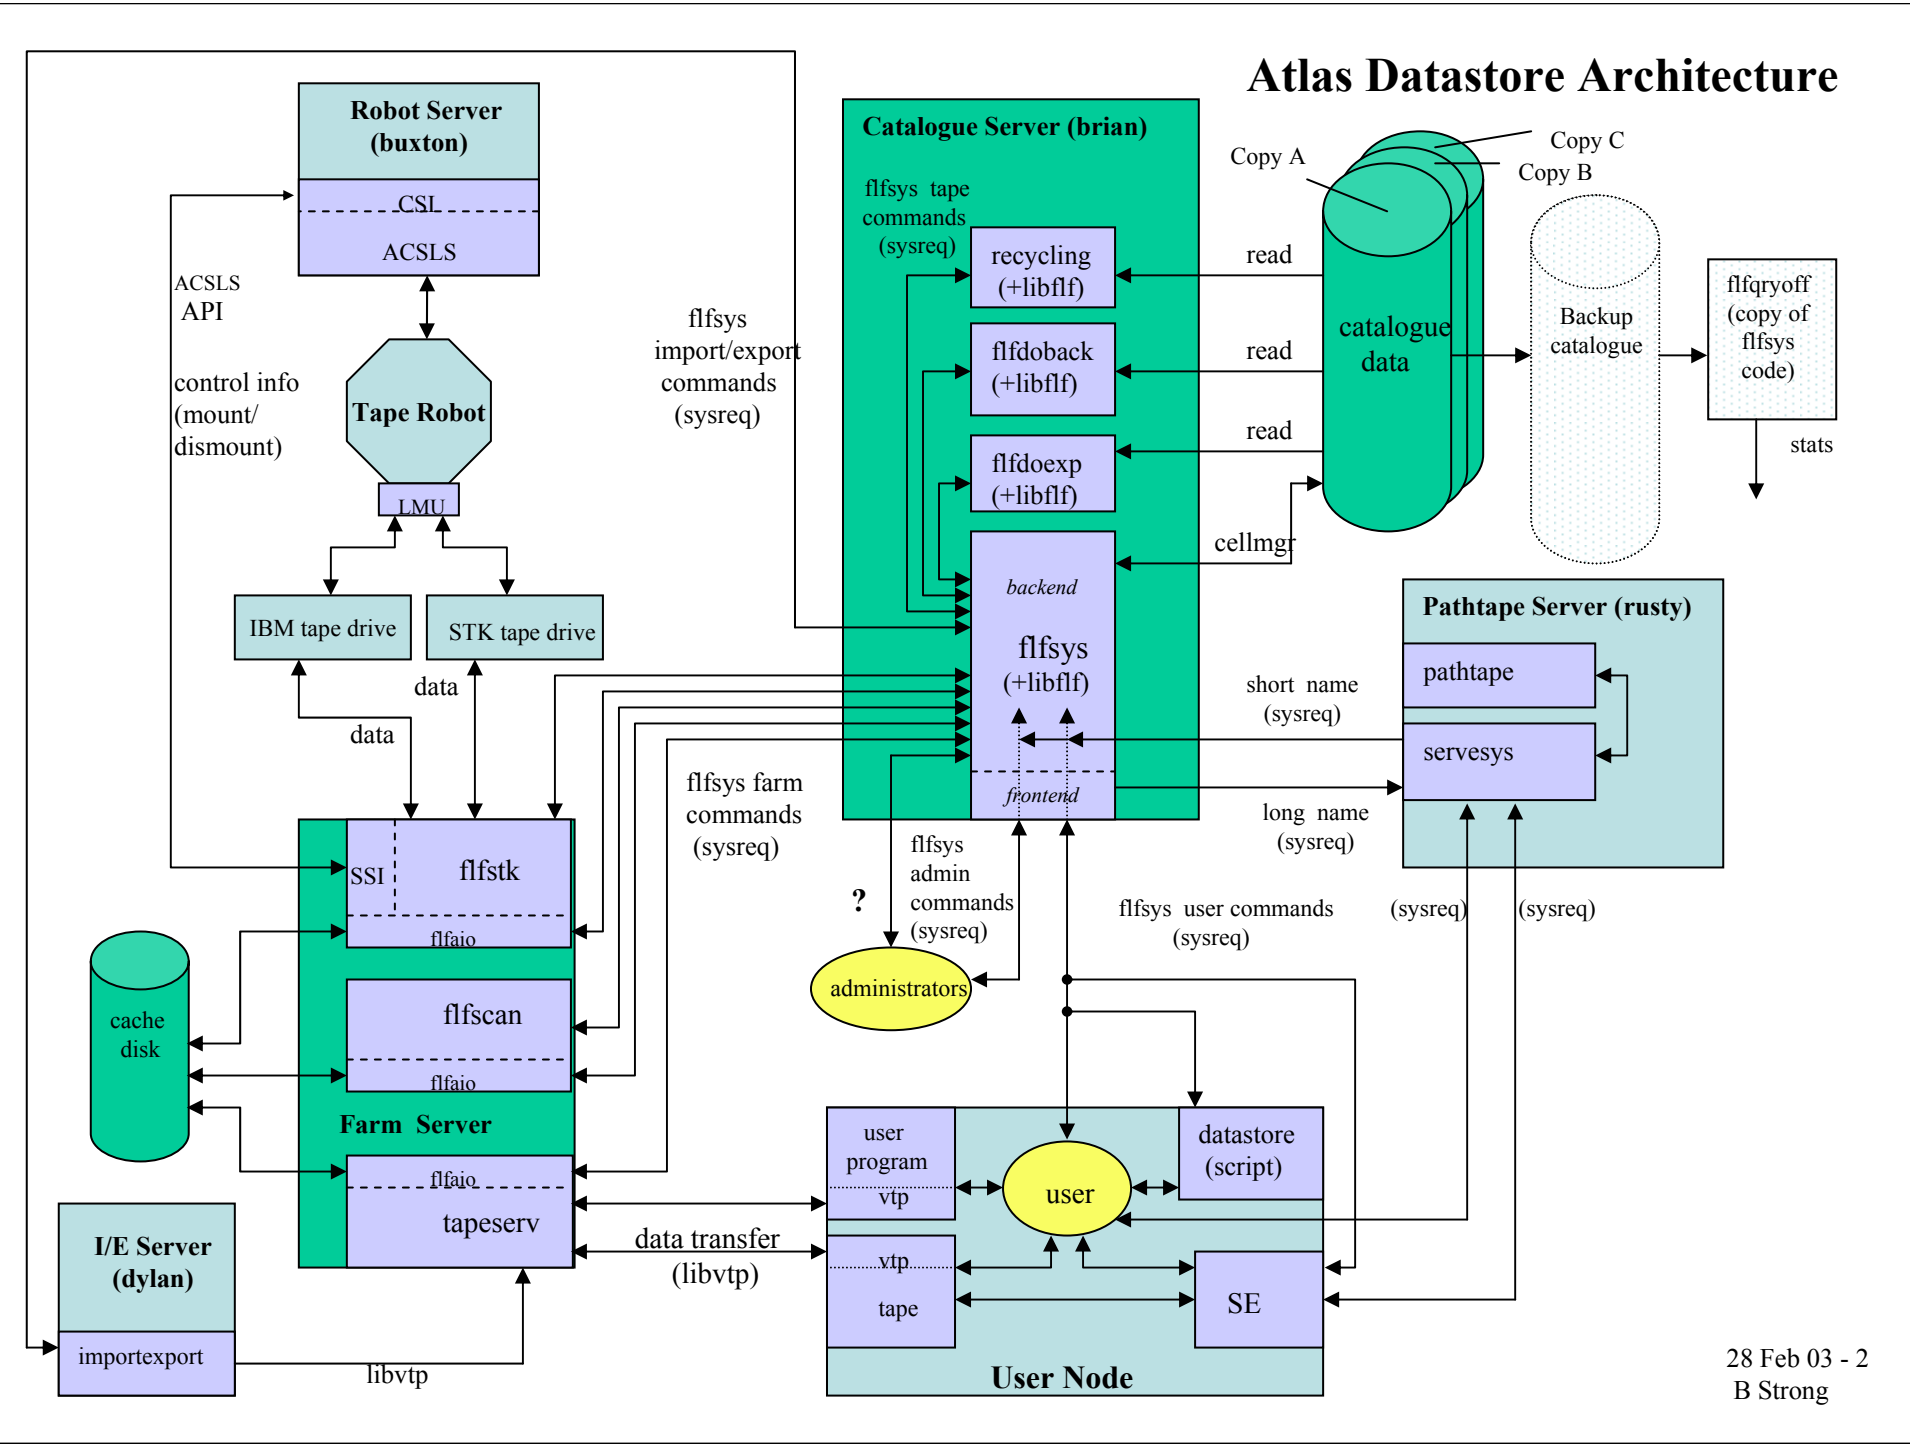 Atlas Datastore Architecture
Robot Server
(buxton)
CSI
ACSLS
ACSLS
API
control info
(mount/
dismount)
Tape Robot
LMU
IBM tape drive
STK tape drive
data
data
flfsys
import/export
commands
(sysreq)
Catalogue Server (brian)
flfsys tape
commands
(sysreq)
recycling
(+libflf)
flfdoback
(+libflf)
flfdoexp
(+libflf)
backend
flfsys
(+libflf)
frontend
read
read
read
cellmgr
Copy A
Copy C
Copy B
catalogue
data
Backup
catalogue
flfqryoff
(copy of
flfsys
code)
stats
Pathtape Server (rusty)
pathtape
servesys
short name
(sysreq)
long name
(sysreq)
flfsys farm
commands
(sysreq)
?
flfsys
admin
commands
(sysreq)
administrators
flfsys user commands
(sysreq)
(sysreq)
(sysreq)
SSI
flfstk
flfaio
flfscan
flfaio
Farm Server
flfaio
tapeserv
cache
disk
I/E Server
(dylan)
importexport
libvtp
data transfer
(libvtp)
user
program
vtp
user
datastore
(script)
vtp
tape
SE
User Node
28 Feb 03 - 2
B Strong